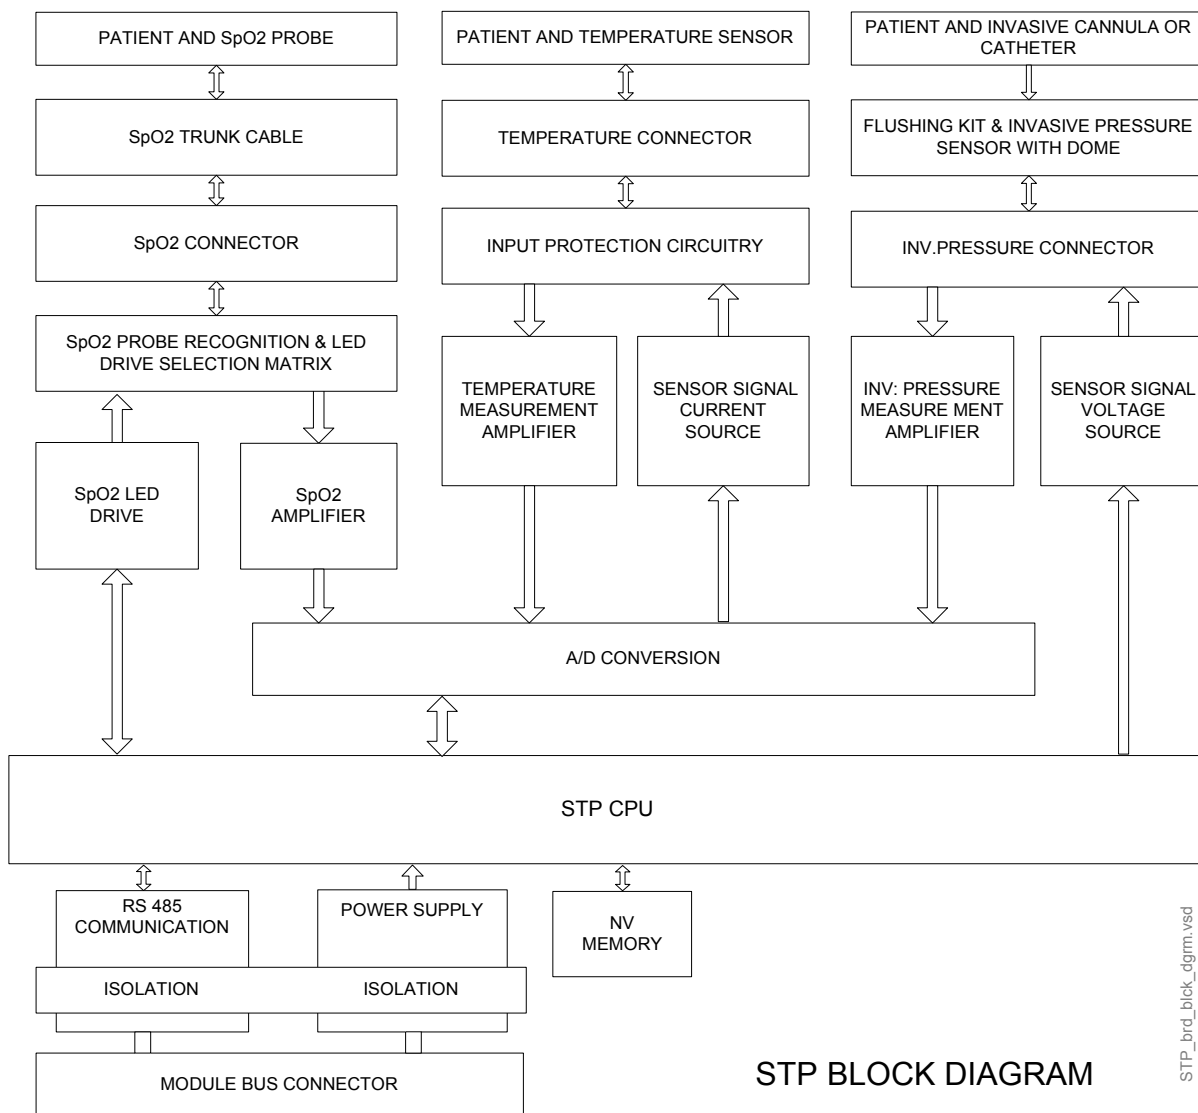 PATIENT AND SpO2 PROBE
PATIENT AND TEMPERATURE SENSOR
PATIENT AND INVASIVE CANNULA OR
CATHETER
SpO2 TRUNK CABLE
TEMPERATURE CONNECTOR
FLUSHING KIT & INVASIVE PRESSURE
SENSOR WITH DOME
SpO2 CONNECTOR
INPUT PROTECTION CIRCUITRY
INV.PRESSURE CONNECTOR
SpO2 PROBE RECOGNITION & LED
DRIVE SELECTION MATRIX
TEMPERATURE
MEASUREMENT
AMPLIFIER
SENSOR SIGNAL
CURRENT
SOURCE
INV: PRESSURE
MEASURE MENT
AMPLIFIER
SENSOR SIGNAL
VOLTAGE
SOURCE
SpO2 LED
DRIVE
SpO2
AMPLIFIER
A/D CONVERSION
STP CPU
RS 485
COMMUNICATION
POWER SUPPLY
NV
MEMORY
ISOLATION
ISOLATION
MODULE BUS CONNECTOR
STP BLOCK DIAGRAM
STP_brd_blck_dgrm.vsd